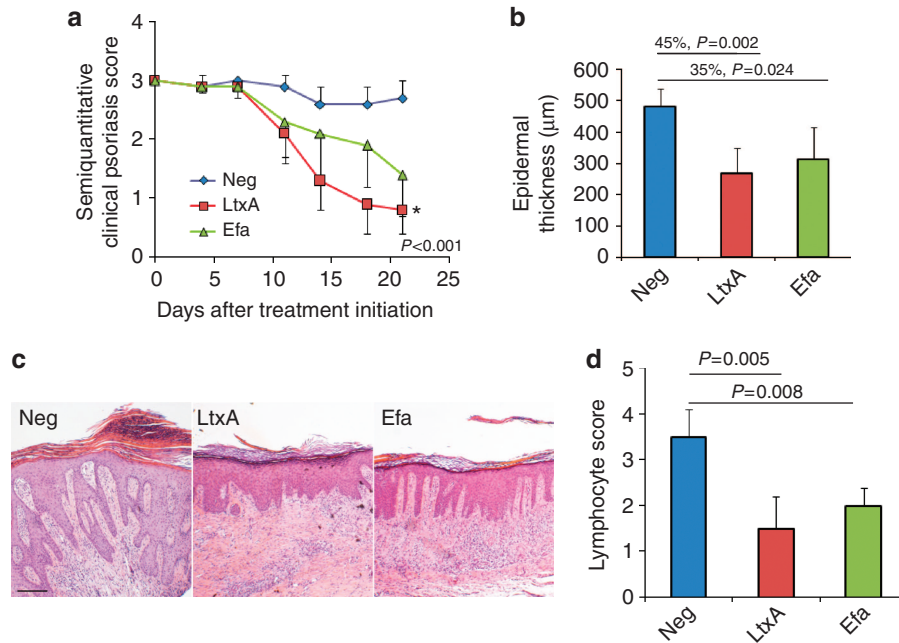 a
Semiquantitative
clinical psoriasis score
4
3
2
1
0
Neg
LtxA
Efa
*
P<0.001
0 5 10 15 20 25
Days after treatment initiation
b
45%, P=0.002
35%, P=0.024
Epidermal
thickness (μm)
600
500
400
300
200
100
0
Neg LtxA Efa
c
Neg LtxA Efa
d
P=0.005
P=0.008
Lymphocyte score
5
4
3
2
1
0
Neg LtxA Efa